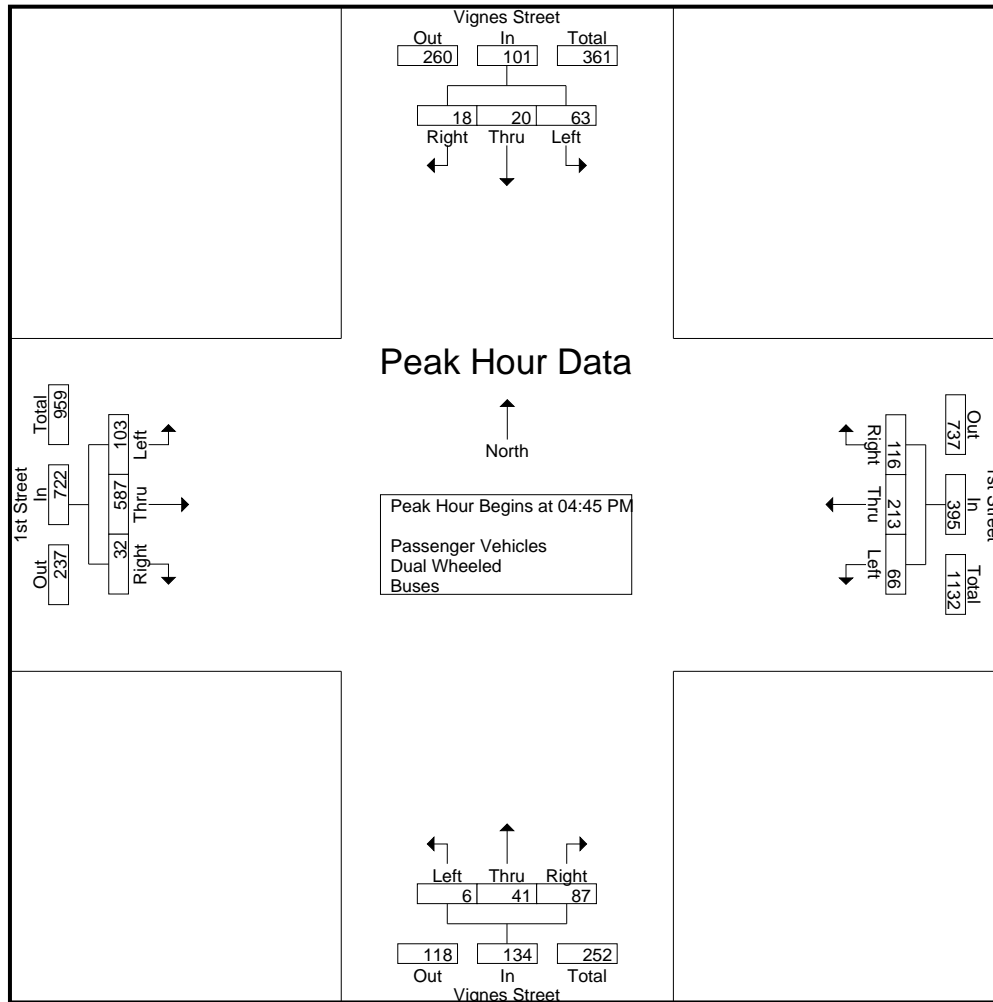 Vignes Street
Out In Total
260 101 361
18 20 63
Right Thru Left
Peak Hour Data
North
Peak Hour Begins at 04:45 PM
Passenger Vehicles
Dual Wheeled
Buses
1st Street
Out In Total
237 722 959
Left Thru Right
103 587 32
1st Street
Out In Total
737 395 1132
Right Thru Left
116 213 66
Left Thru Right
6 41 87
118 134 252
Out In Total
Vignes Street